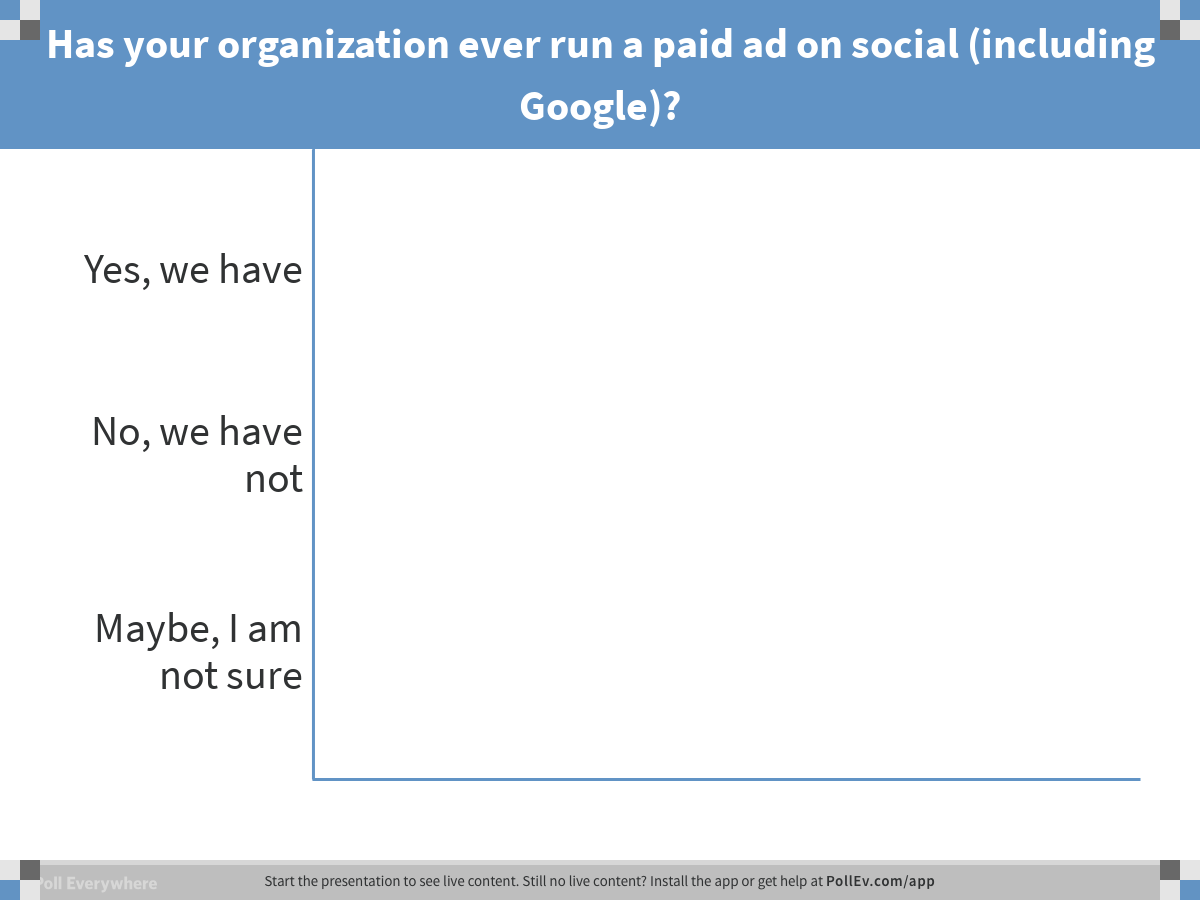 Has your organization ever run a paid ad on social (including
Google)?
Yes, we have
No, we have
not
Maybe, I am
not sure
Poll Everywhere
Start the presentation to see live content. Still no live content? Install the app or get help at PollEv.com/app